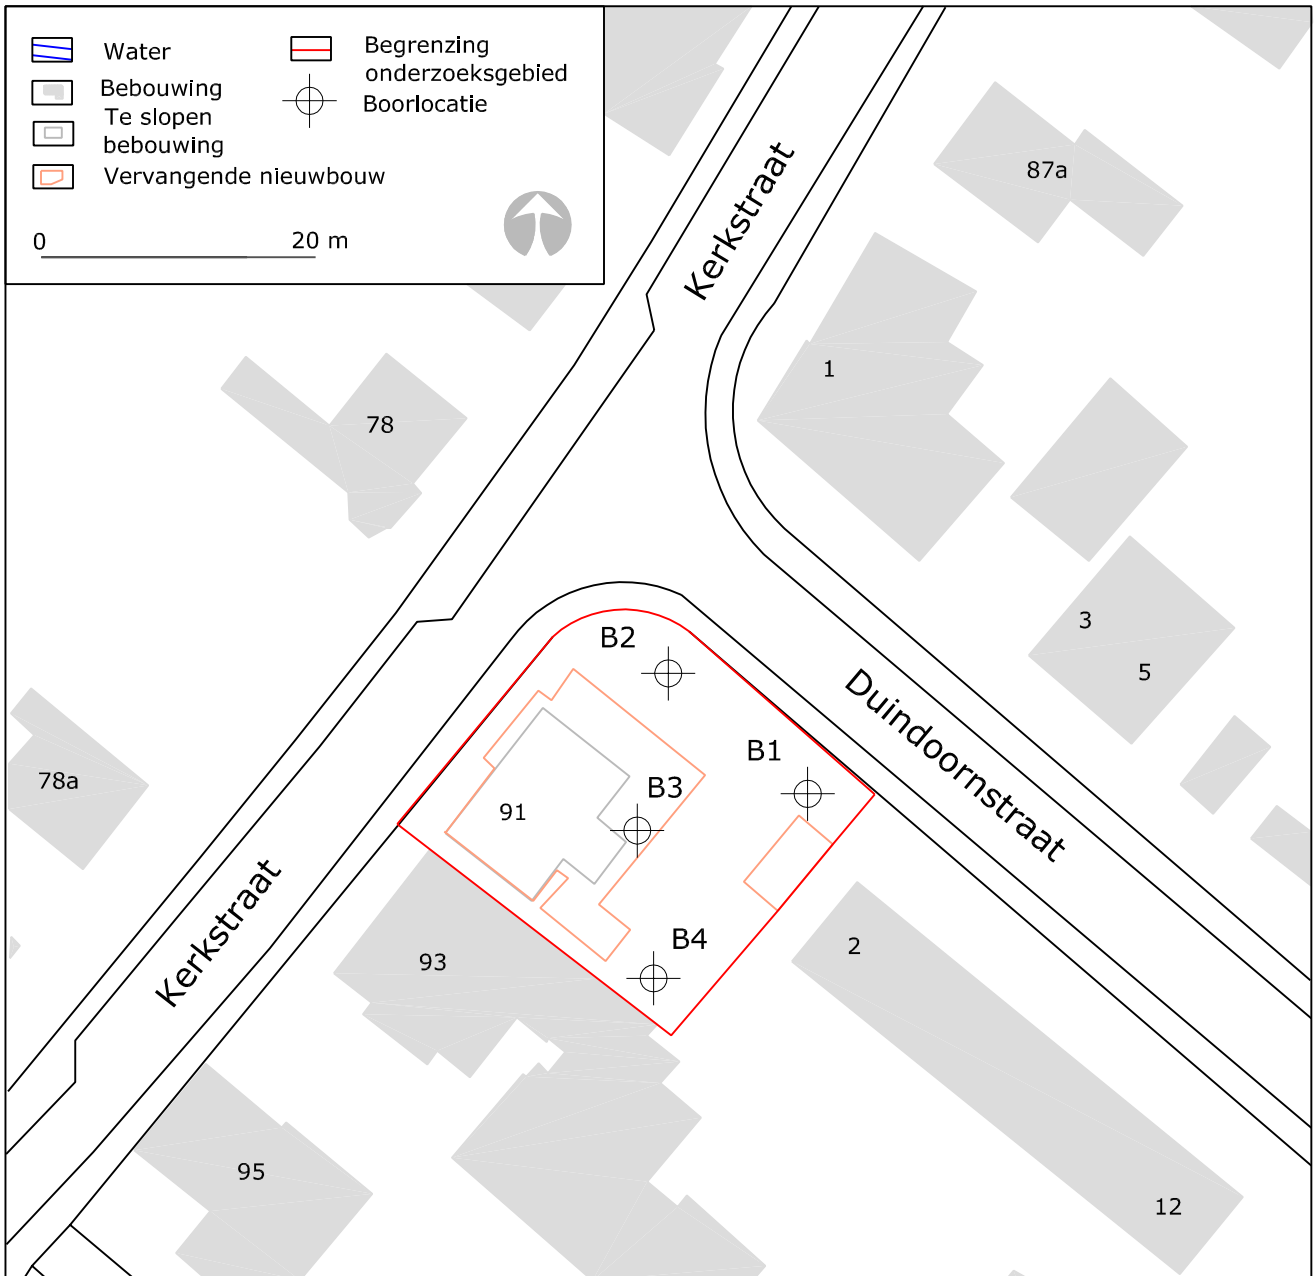 Water
Bebouwing
Te slopen
bebouwing
Vervangende nieuwbouw
Begrenzing
onderzoeksgebied
Boorlocatie
0
20 m
Kerkstraat
87a
1
78
3
5
B2
Duindoornstraat
B1
B3
91
78a
B4
Kerkstraat
93
2
95
12